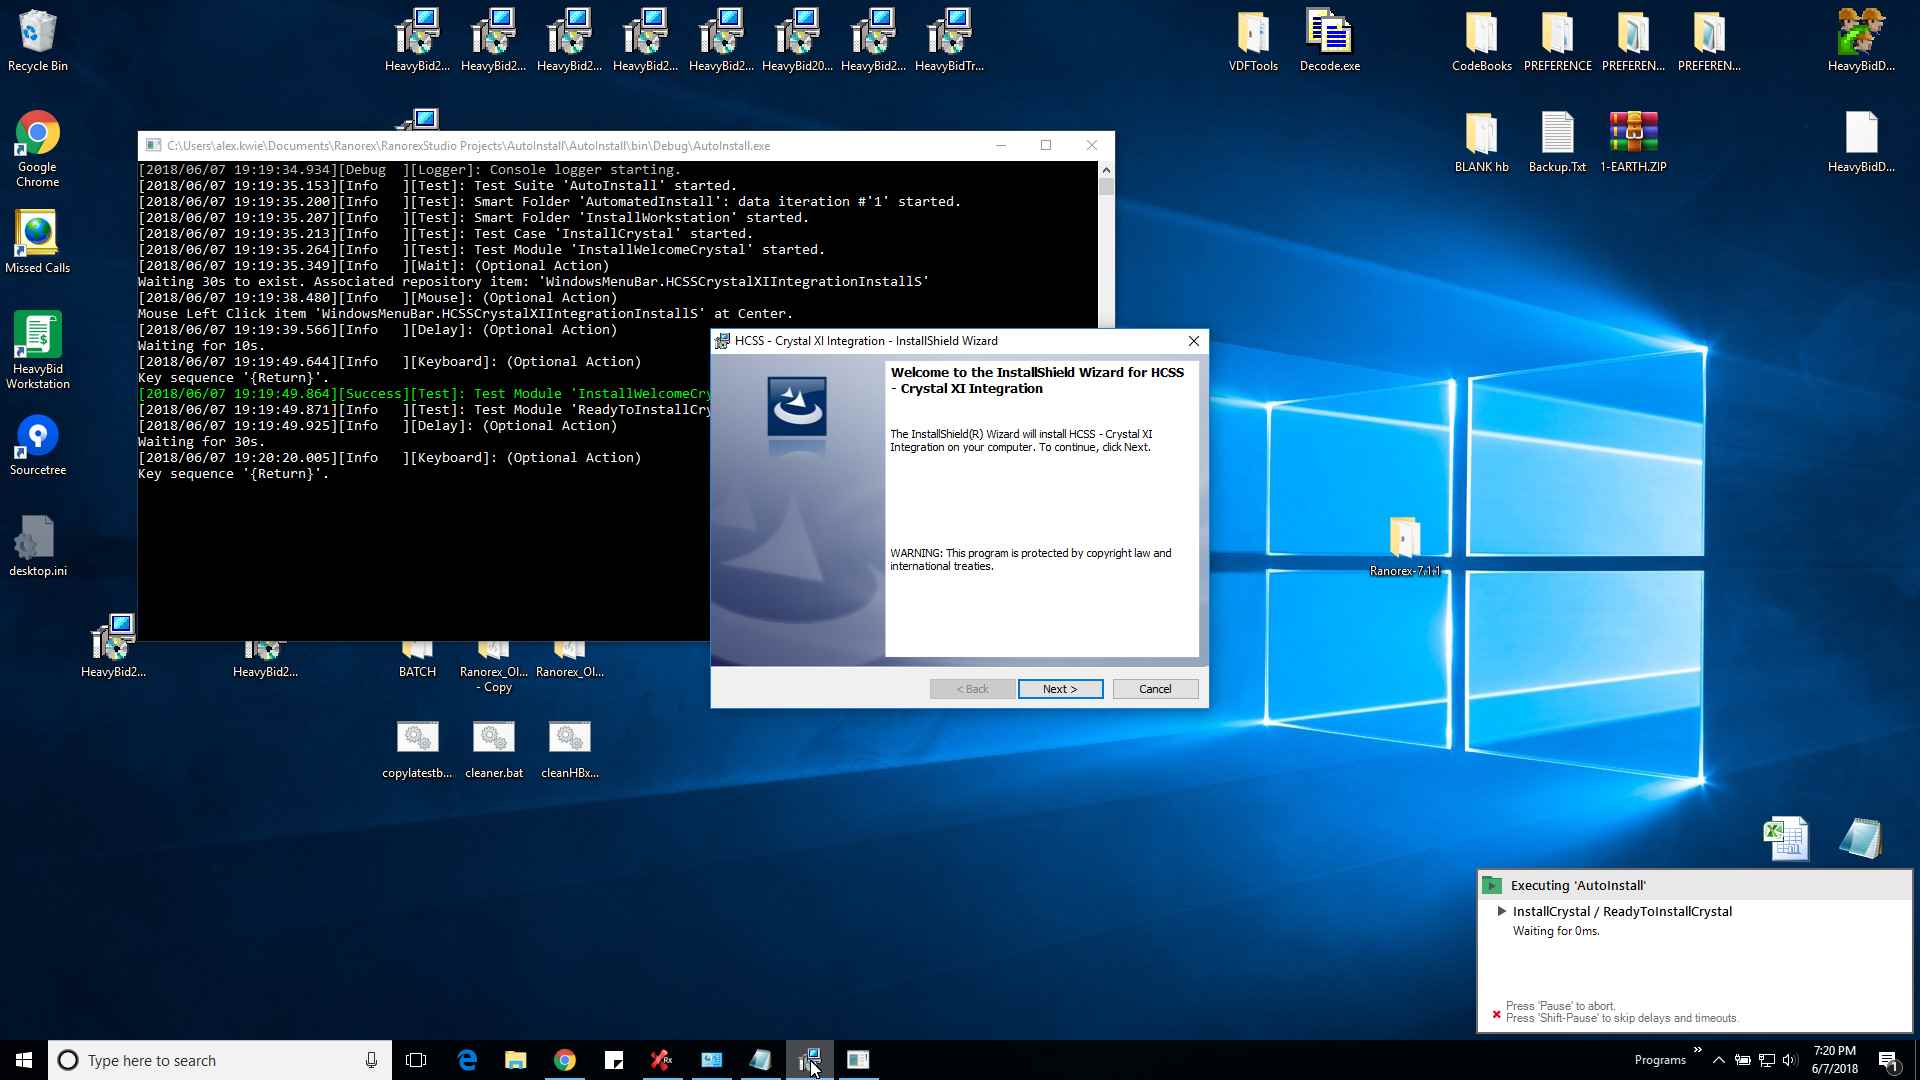 Recycle Bin
HeavyBid2...
HeavyBid2...
HeavyBid2...
HeavyBid2...
HeavyBid2...
HeavyBid20...
HeavyBid2...
HeavyBidTr...
VDFTools
Decode.exe
CodeBooks
PREFERENCE
PREFEREN...
PREFEREN...
HeavyBidD...
Google
Chrome
BLANK hb
Backup.Txt
1-EARTH.ZIP
HeavyBidD...
Missed Calls
HeavyBid
Workstation
Sourcetree
desktop.ini
C:\Users\alex.kwie\Documents\Ranorex\RanorexStudio Projects\AutoInstall\AutoInstall\bin\Debug\AutoInstall.exe
[2018/06/07 19:19:34.934][Debug  ][Logger]: Console logger starting.
[2018/06/07 19:19:35.153][Info   ][Test]: Test Suite 'AutoInstall' started.
[2018/06/07 19:19:35.200][Info   ][Test]: Smart Folder 'AutomatedInstall': data iteration #'1' started.
[2018/06/07 19:19:35.207][Info   ][Test]: Smart Folder 'InstallWorkstation' started.
[2018/06/07 19:19:35.213][Info   ][Test]: Test Case 'InstallCrystal' started.
[2018/06/07 19:19:35.264][Info   ][Test]: Test Module 'InstallWelcomeCrystal' started.
[2018/06/07 19:19:35.349][Info   ][Wait]: (Optional Action)
Waiting 30s to exist. Associated repository item: 'WindowsMenuBar.HCSSCrystalXIIntegrationInstallS'
[2018/06/07 19:19:38.480][Info   ][Mouse]: (Optional Action)
Mouse Left Click item 'WindowsMenuBar.HCSSCrystalXIIntegrationInstallS' at Center.
[2018/06/07 19:19:39.566][Info   ][Delay]: (Optional Action)
Waiting for 10s.
[2018/06/07 19:19:49.644][Info   ][Keyboard]: (Optional Action)
Key sequence '{Return}'.
[2018/06/07 19:19:49.864][Success][Test]: Test Module 'InstallWelcomeCry
[2018/06/07 19:19:49.871][Info   ][Test]: Test Module 'ReadyToInstallCry
[2018/06/07 19:19:49.925][Info   ][Delay]: (Optional Action)
Waiting for 30s.
[2018/06/07 19:20:20.005][Info   ][Keyboard]: (Optional Action)
Key sequence '{Return}'.
HCSS - Crystal XI Integration - InstallShield Wizard
Welcome to the InstallShield Wizard for HCSS
- Crystal XI Integration
The InstallShield(R) Wizard will install HCSS - Crystal XI
Integration on your computer. To continue, click Next.
WARNING: This program is protected by copyright law and
international treaties.
< Back
Next >
Cancel
Ranorex-7.1.1
HeavyBid2...
HeavyBid2...
BATCH
Ranorex_Ol...
- Copy
Ranorex_Ol...
copylatestb...
cleaner.bat
cleanHBx...
Executing 'AutoInstall'
InstallCrystal / ReadyToInstallCrystal
Waiting for 0ms.
Press 'Pause' to abort.
Press 'Shift-Pause' to skip delays and timeouts.
Type here to search
Rx
Programs
7:20 PM
6/7/2018
1